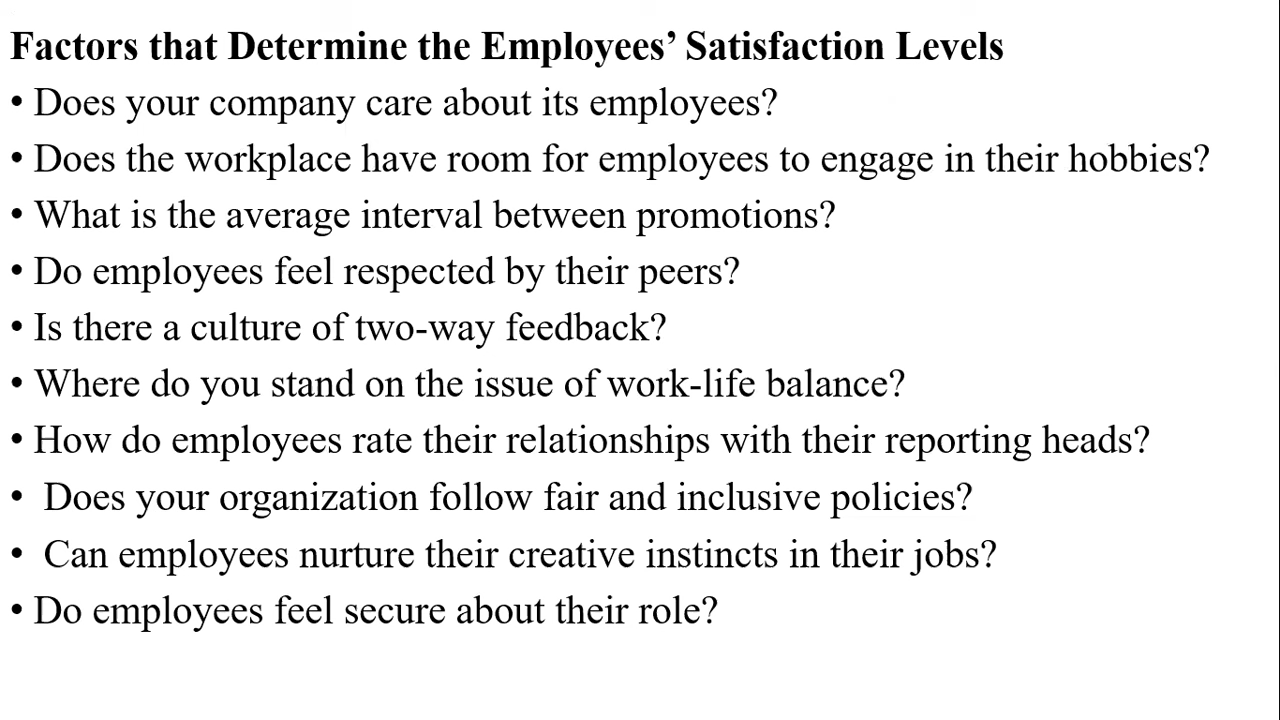 Factors that Determine the Employees’ Satisfaction Levels
• Does your company care about its employees?
• Does the workplace have room for employees to engage in their hobbies?
• What is the average interval between promotions?
• Do employees feel respected by their peers?
• Is there a culture of two-way feedback?
• Where do you stand on the issue of work-life balance?
• How do employees rate their relationships with their reporting heads?
• Does your organization follow fair and inclusive policies?
• Can employees nurture their creative instincts in their jobs?
• Do employees feel secure about their role?